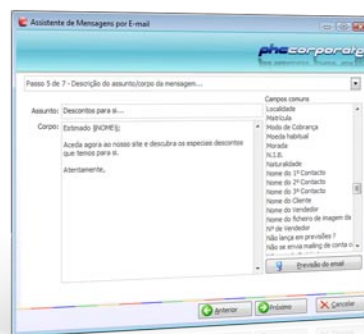 Assistente de Mensagens por E-mail
phccorporate
Passo 5 de 7 - Descrição do assunto/corpo da mensagem...
Assunto: Descontos para si...
Corpo: Estimado §NOME§;
Aceda agora ao nosso site e descubra os especiais descontos
que temos para si.
Atentamente,
Campos comuns
Localidade
Matrícula
Modo de Cobrança
Moeda habitual
Morada
N.I.B.
Naturalidade
Nome do 1º Contacto
Nome do 2º Contacto
Nome do 3º Contacto
Nome do Cliente
Nome do Vendedor
Nome do ficheiro de imagem da
Nº de Vendedor
Não lança em previsões ?
Não se envia mailing de conta c
Previsão do email
Anterior
Próximo
Cancelar